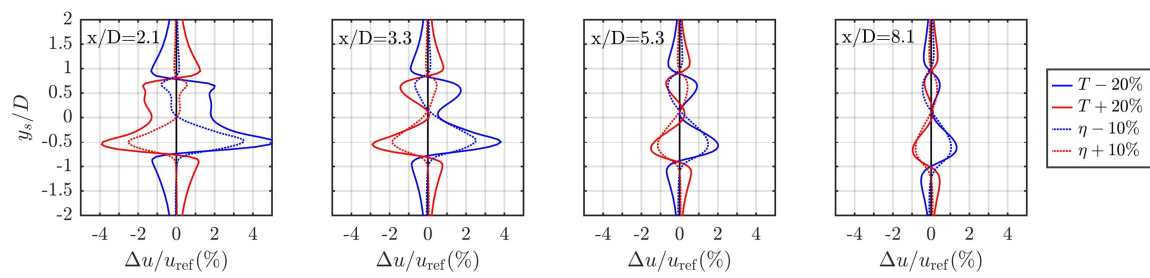 x/D=2.1
x/D=3.3
x/D=5.3
x/D=8.1
2
1.5
1
0.5
0
-0.5
-1
-1.5
-2
y_s/D
-4 -2 0 2 4
-4 -2 0 2 4
-4 -2 0 2 4
-4 -2 0 2 4
Δu/u_ref(%)
Δu/u_ref(%)
Δu/u_ref(%)
Δu/u_ref(%)
T − 20%
T + 20%
η − 10%
η + 10%